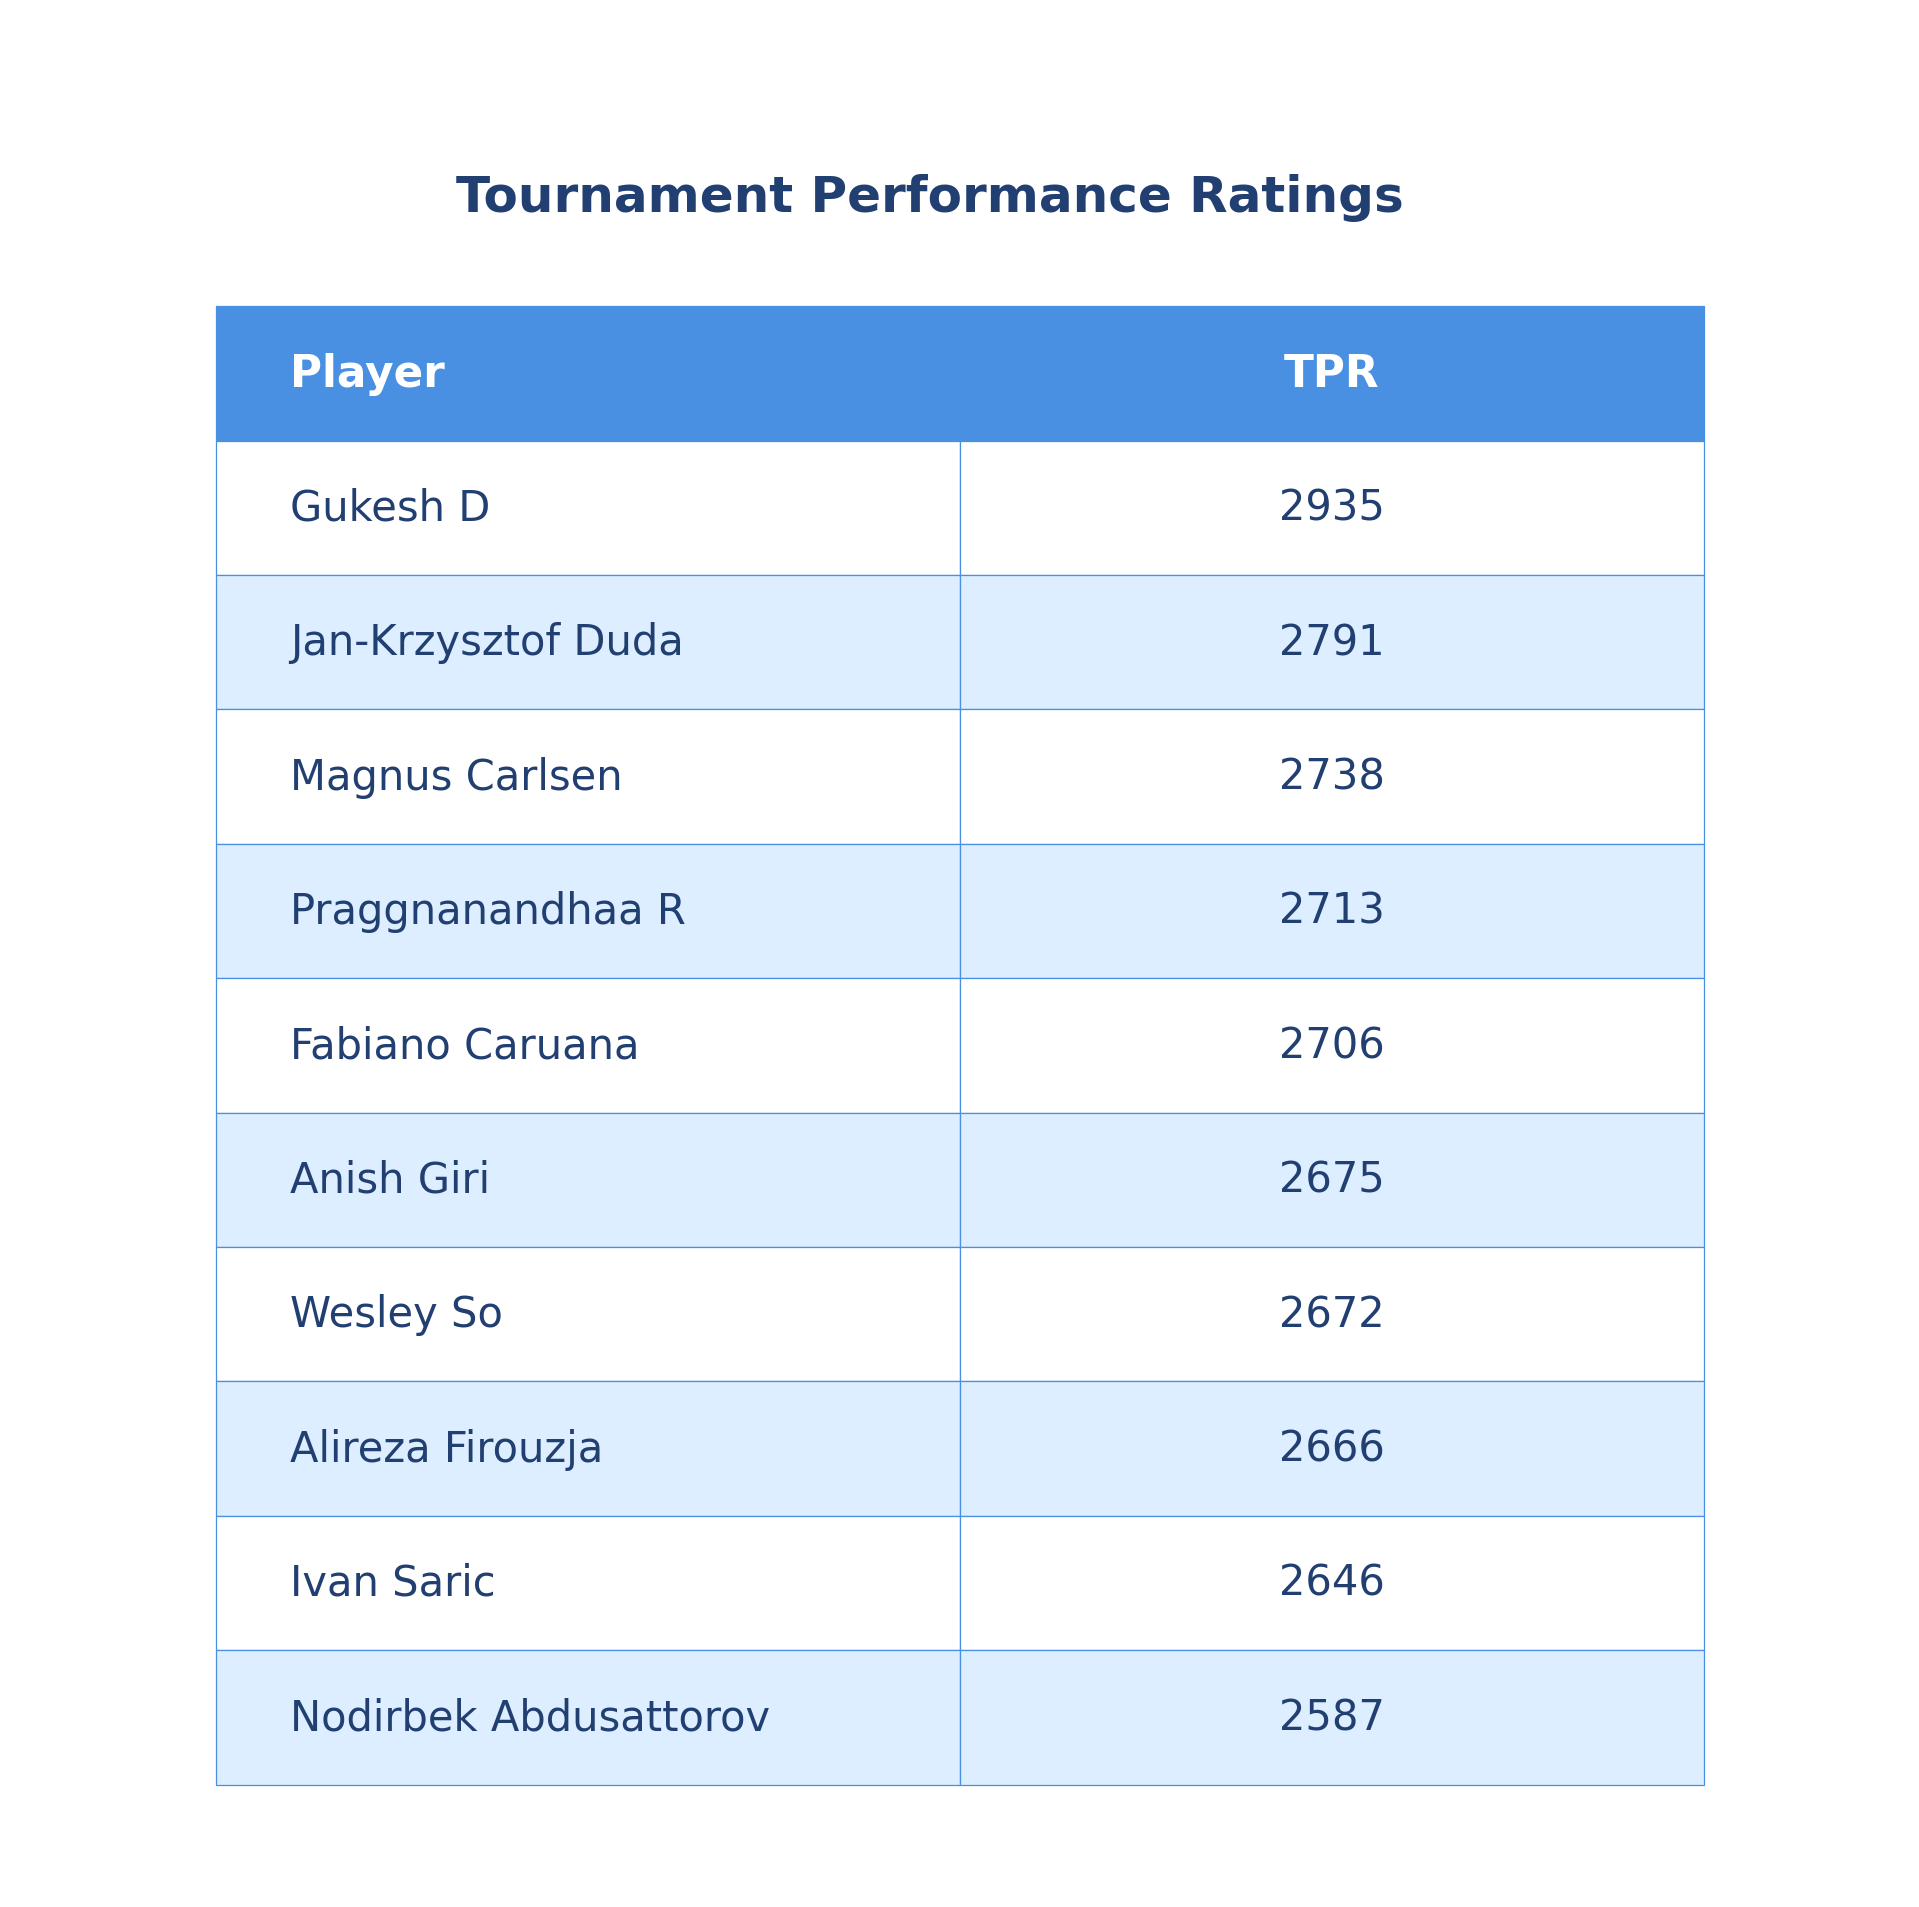 Tournament Performance Ratings
Player TPR
Gukesh D 2935
Jan-Krzysztof Duda 2791
Magnus Carlsen 2738
Praggnanandhaa R 2713
Fabiano Caruana 2706
Anish Giri 2675
Wesley So 2672
Alireza Firouzja 2666
Ivan Saric 2646
Nodirbek Abdusattorov 2587